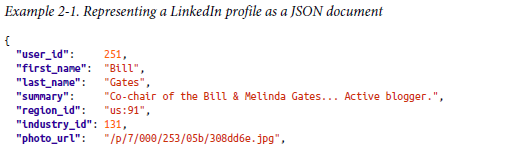 Example 2-1. Representing a LinkedIn profile as a JSON document
{
"user_id": 251,
"first_name": "Bill",
"last_name": "Gates",
"summary": "Co-chair of the Bill & Melinda Gates... Active blogger.",
"region_id": "us:91",
"industry_id": 131,
"photo_url": "/p/7/000/253/05b/308dd6e.jpg",